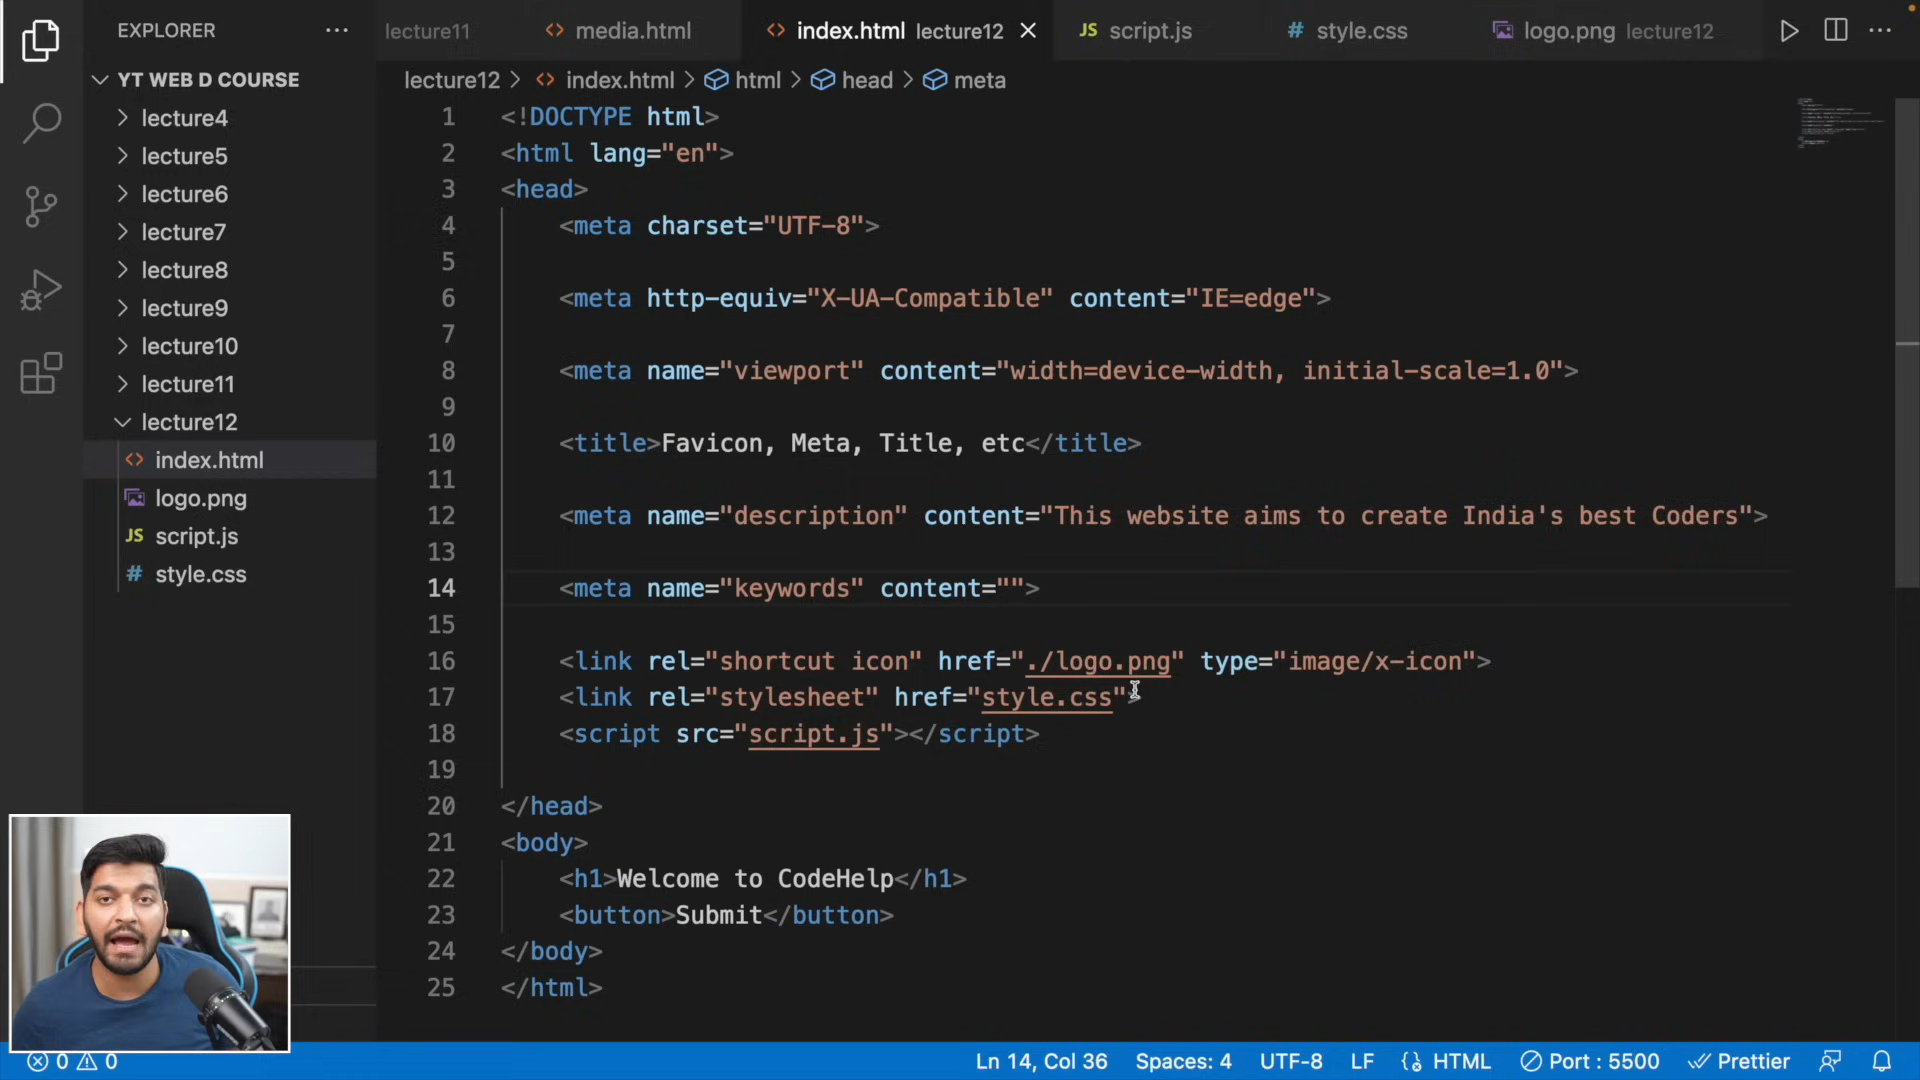 EXPLORER
lecture11
media.html
index.html lecture12
JS script.js
# style.css
logo.png lecture12
YT WEB D COURSE
lecture4
lecture5
lecture6
lecture7
lecture8
lecture9
lecture10
lecture11
lecture12
index.html
logo.png
JS script.js
# style.css
lecture12 > index.html > html > head > meta
1 <!DOCTYPE html>
2 <html lang="en">
3 <head>
4 <meta charset="UTF-8">
5
6 <meta http-equiv="X-UA-Compatible" content="IE=edge">
7
8 <meta name="viewport" content="width=device-width, initial-scale=1.0">
9
10 <title>Favicon, Meta, Title, etc</title>
11
12 <meta name="description" content="This website aims to create India's best Coders">
13
14 <meta name="keywords" content="">
15
16 <link rel="shortcut icon" href="./logo.png" type="image/x-icon">
17 <link rel="stylesheet" href="style.css">
18 <script src="script.js"></script>
19
20 </head>
21 <body>
22 <h1>Welcome to CodeHelp</h1>
23 <button>Submit</button>
24 </body>
25 </html>
0 0
Ln 14, Col 36
Spaces: 4
UTF-8
LF
HTML
Port : 5500
Prettier